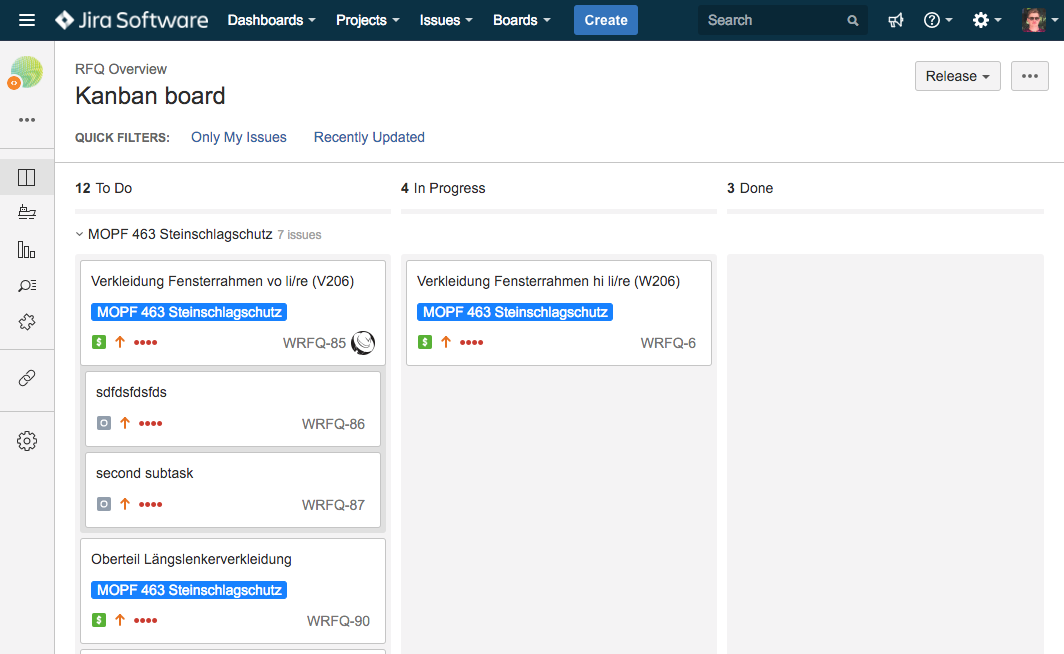 Jira Software Dashboards Projects Issues Boards Create Search
RFQ Overview
Kanban board
Release
QUICK FILTERS: Only My Issues Recently Updated
12 To Do
4 In Progress
3 Done
MOPF 463 Steinschlagschutz 7 issues
Verkleidung Fensterrahmen vo li/re (V206)
MOPF 463 Steinschlagschutz
WRFQ-85
sdfdsfdsfds
WRFQ-86
second subtask
WRFQ-87
Oberteil Längslenkerverkleidung
MOPF 463 Steinschlagschutz
WRFQ-90
Verkleidung Fensterrahmen hi li/re (W206)
MOPF 463 Steinschlagschutz
WRFQ-6